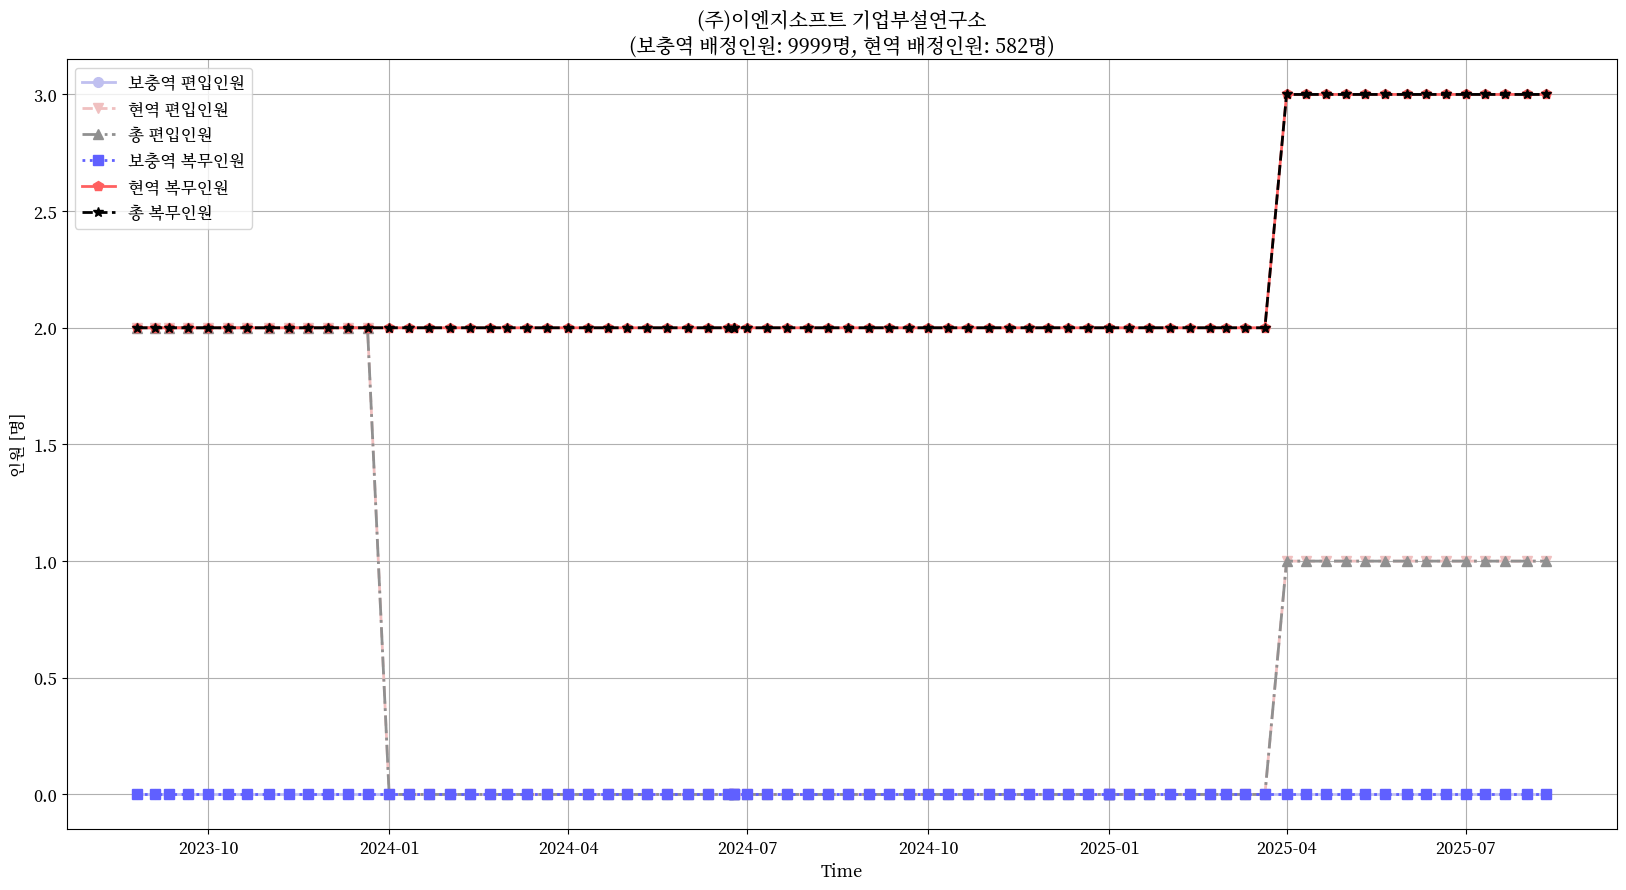 (주)이엔지소프트 기업부설연구소
(보충역 배정인원: 9999명, 현역 배정인원: 582명)
보충역 편입인원
현역 편입인원
총 편입인원
보충역 복무인원
현역 복무인원
총 복무인원
3.0
2.5
2.0
1.5
1.0
0.5
0.0
인원 [명]
2023-10
2024-01
2024-04
2024-07
2024-10
2025-01
2025-04
2025-07
Time